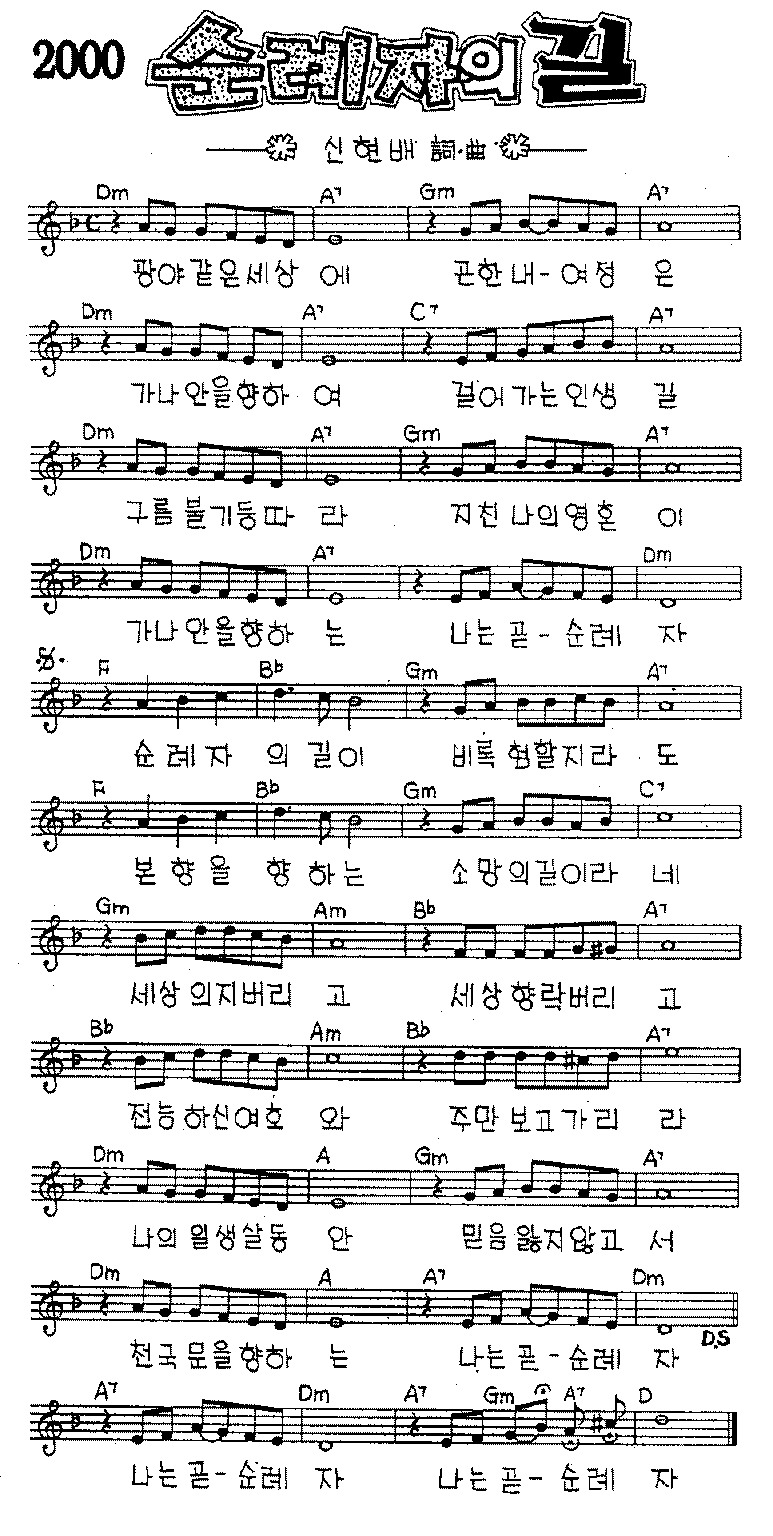 2000 순례자의 길
신현배 詞·曲
Dm A7 Gm A7
광야같은세상 에 곤한내-여정 은
Dm A7 C7 A7
가나안을향하 여 걸어가는인생 길
Dm A7 Gm A7
구름불기둥따 라 지친나의영혼 이
Dm A7 Dm
가나안을향하 는 나는곧-순례 자
F Bb Gm A7
순례자 의길이 비록험할지라 도
F Bb Gm C7
본향을 향하는 소망의길이라 네
Gm Am Bb A7
세상의지버리 고 세상향락버리 고
Bb Am Bb A7
전능하신여호 와 주만보고가리 라
Dm A Gm A7
나의일생살동 안 믿음잃지않고 서
Dm A A7 Dm
천국문을향하 는 나는곧-순례 자
D.S
A7 Dm A7 Gm A7 D
나는곧-순례 자 나는곧-순례 자